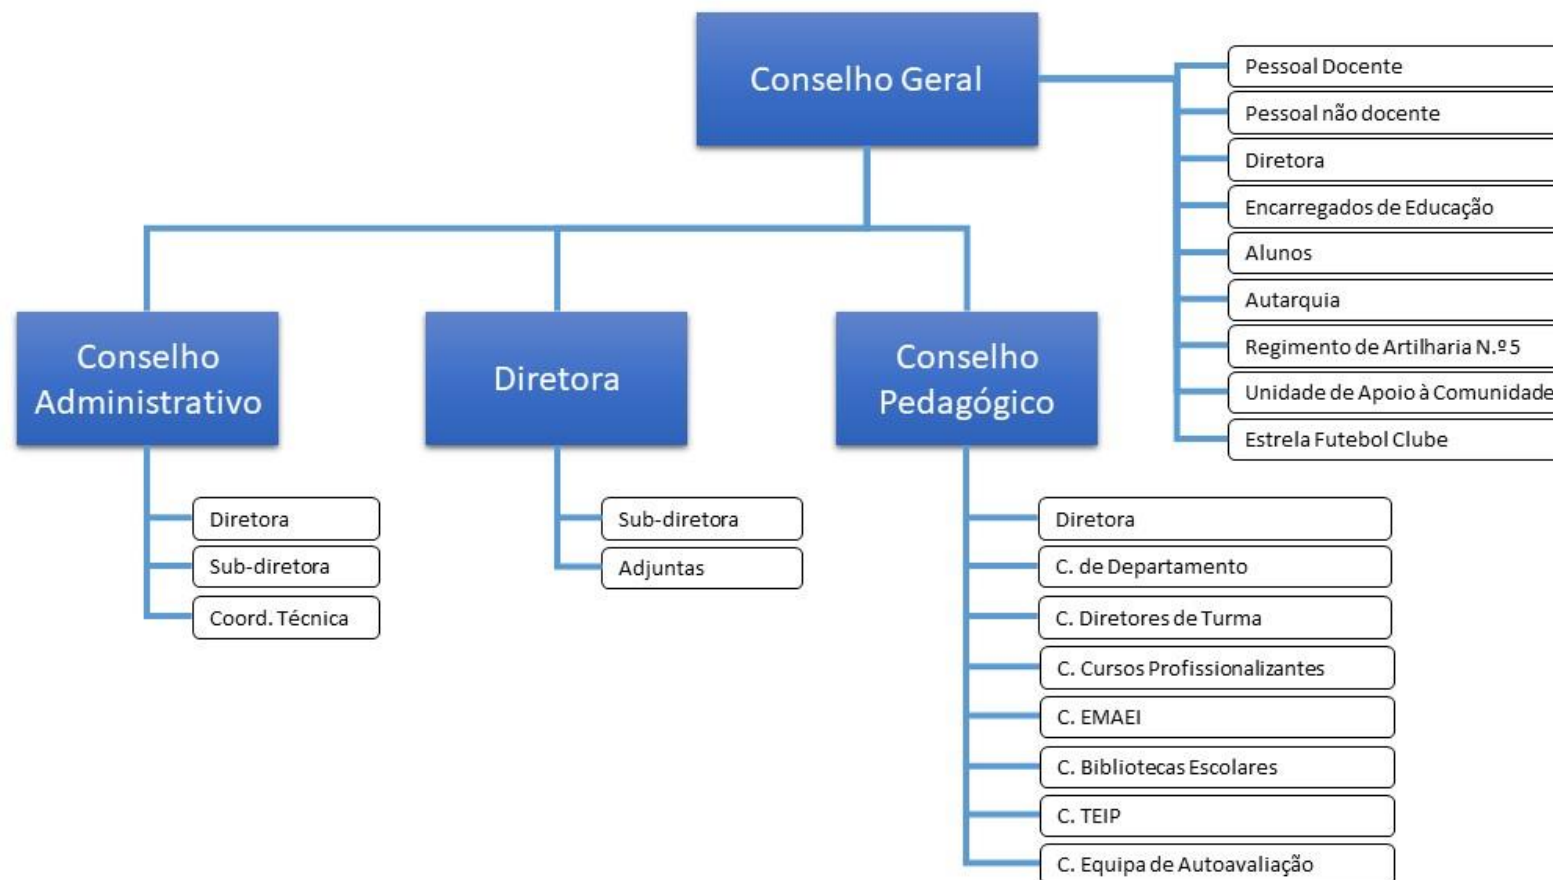 Conselho Geral
Pessoal Docente
Pessoal não docente
Diretora
Encarregados de Educação
Alunos
Autarquia
Regimento de Artilharia N.º 5
Unidade de Apoio à Comunidade
Estrela Futebol Clube
Conselho
Administrativo
Diretora
Sub-diretora
Coord. Técnica
Diretora
Sub-diretora
Adjuntas
Conselho
Pedagógico
Diretora
C. de Departamento
C. Diretores de Turma
C. Cursos Profissionalizantes
C. EMAEI
C. Bibliotecas Escolares
C. TEIP
C. Equipa de Autoavaliação